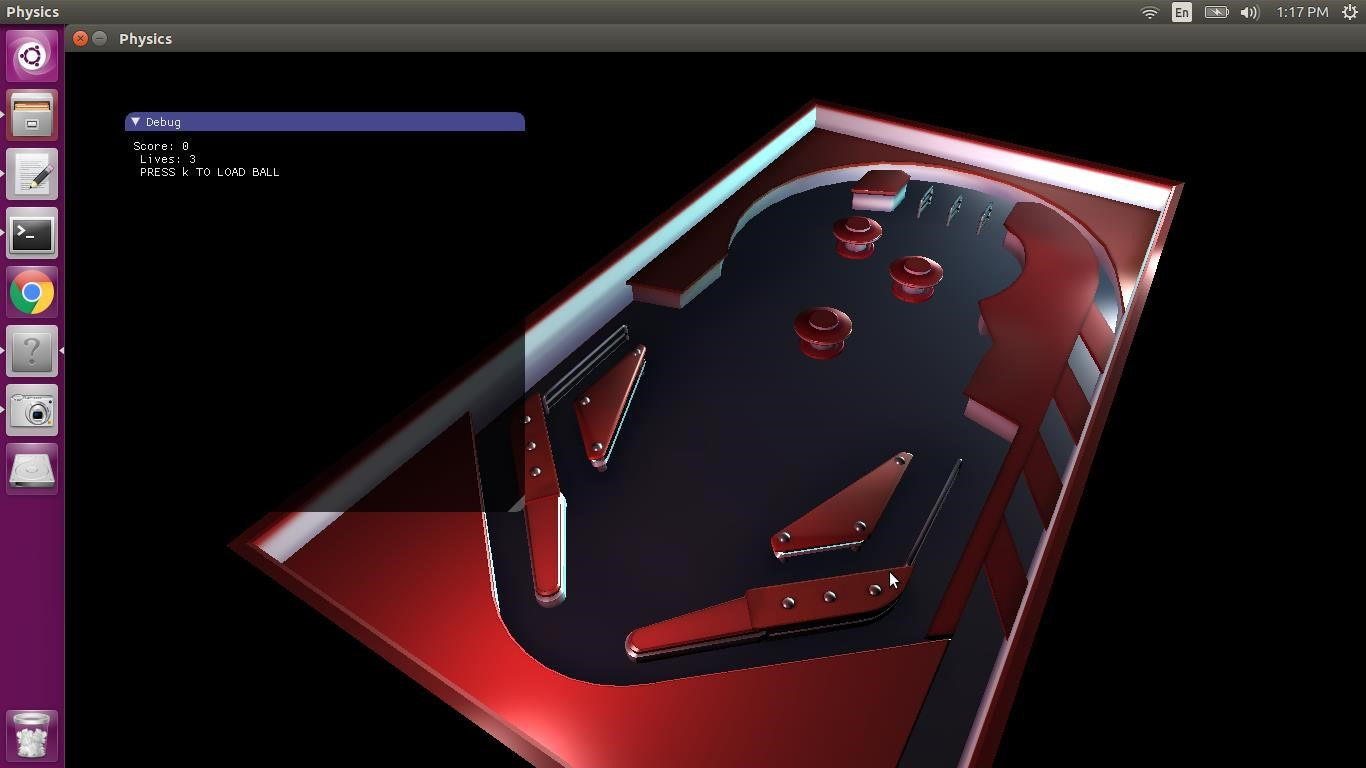 Physics
En
1:17 PM
Physics
Debug
Score: 0
Lives: 3
PRESS k TO LOAD BALL